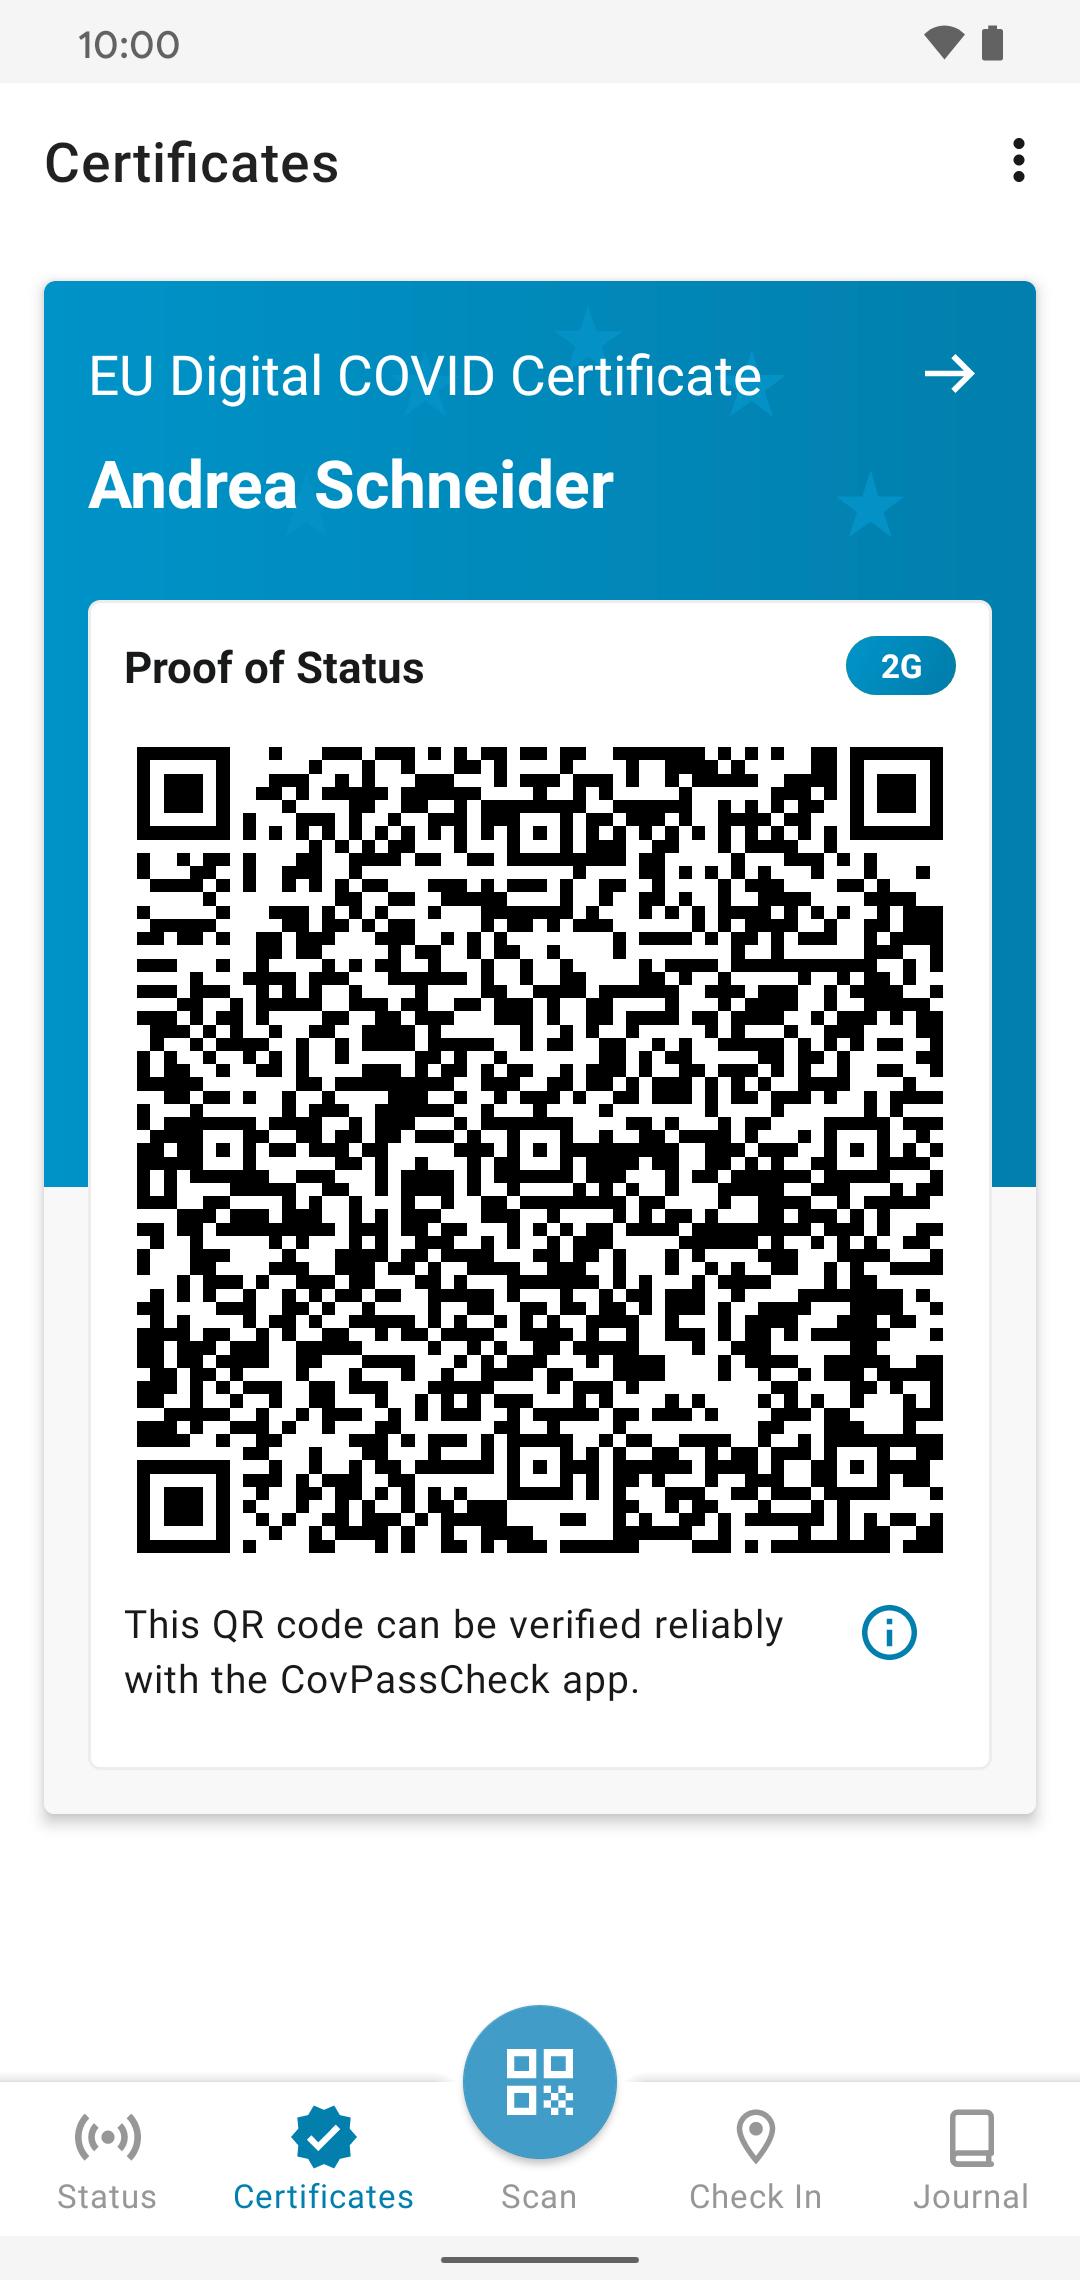 10:00
Certificates
EU Digital COVID Certificate
Andrea Schneider
Proof of Status
2G
This QR code can be verified reliably
with the CovPassCheck app.
Status
Certificates
Scan
Check In
Journal